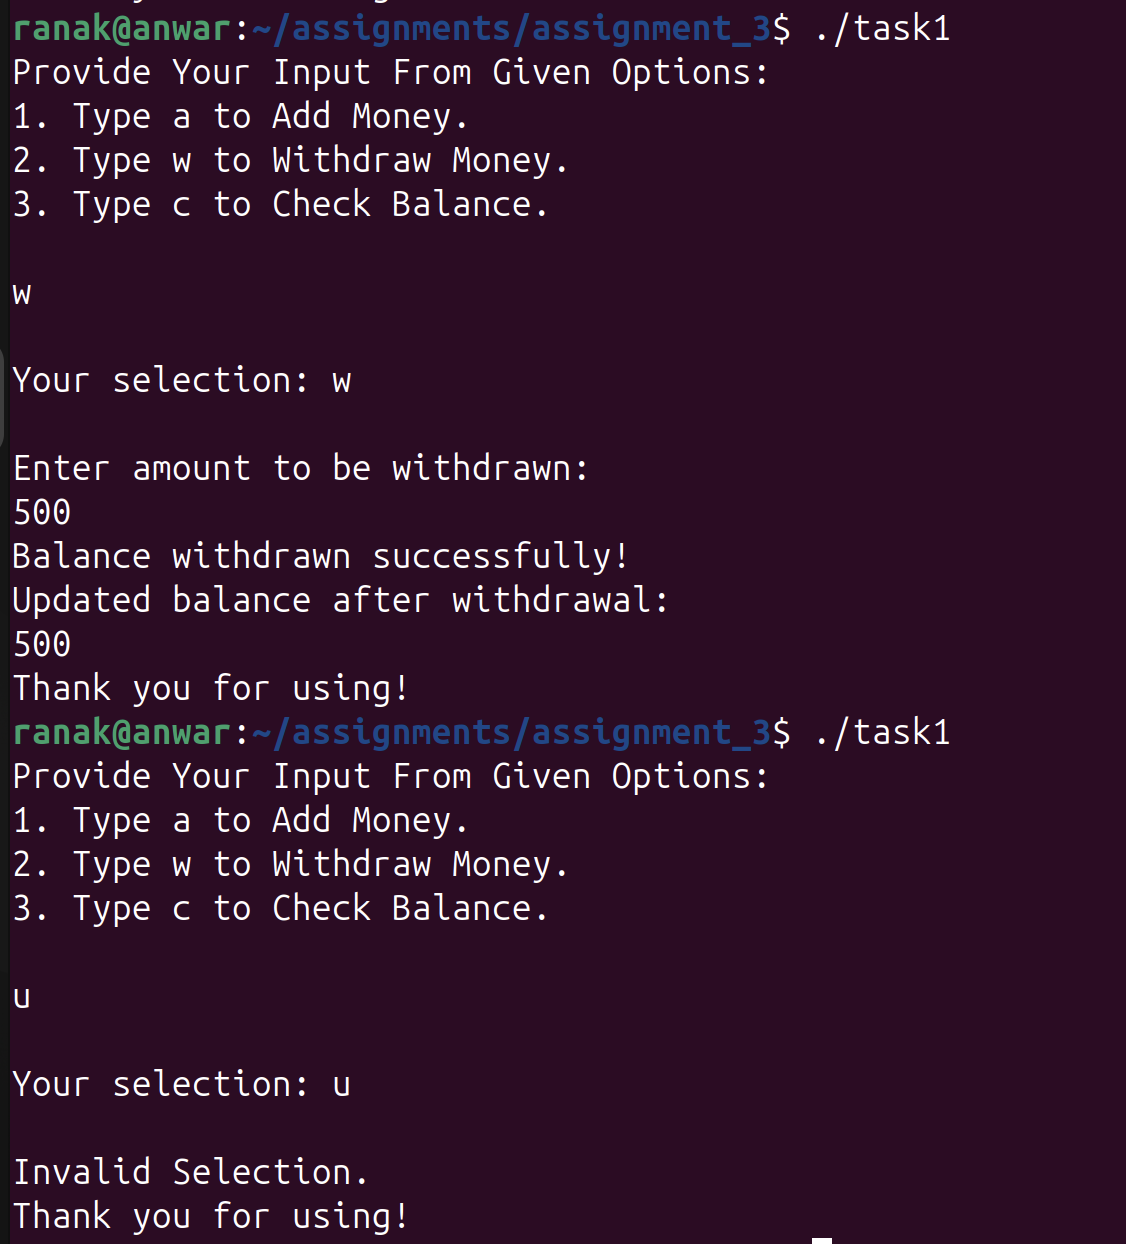 ranak@anwar:~/assignments/assignment_3$ ./task1
Provide Your Input From Given Options:
1. Type a to Add Money.
2. Type w to Withdraw Money.
3. Type c to Check Balance.
w
Your selection: w
Enter amount to be withdrawn:
500
Balance withdrawn successfully!
Updated balance after withdrawal:
500
Thank you for using!
ranak@anwar:~/assignments/assignment_3$ ./task1
Provide Your Input From Given Options:
1. Type a to Add Money.
2. Type w to Withdraw Money.
3. Type c to Check Balance.
u
Your selection: u
Invalid Selection.
Thank you for using!